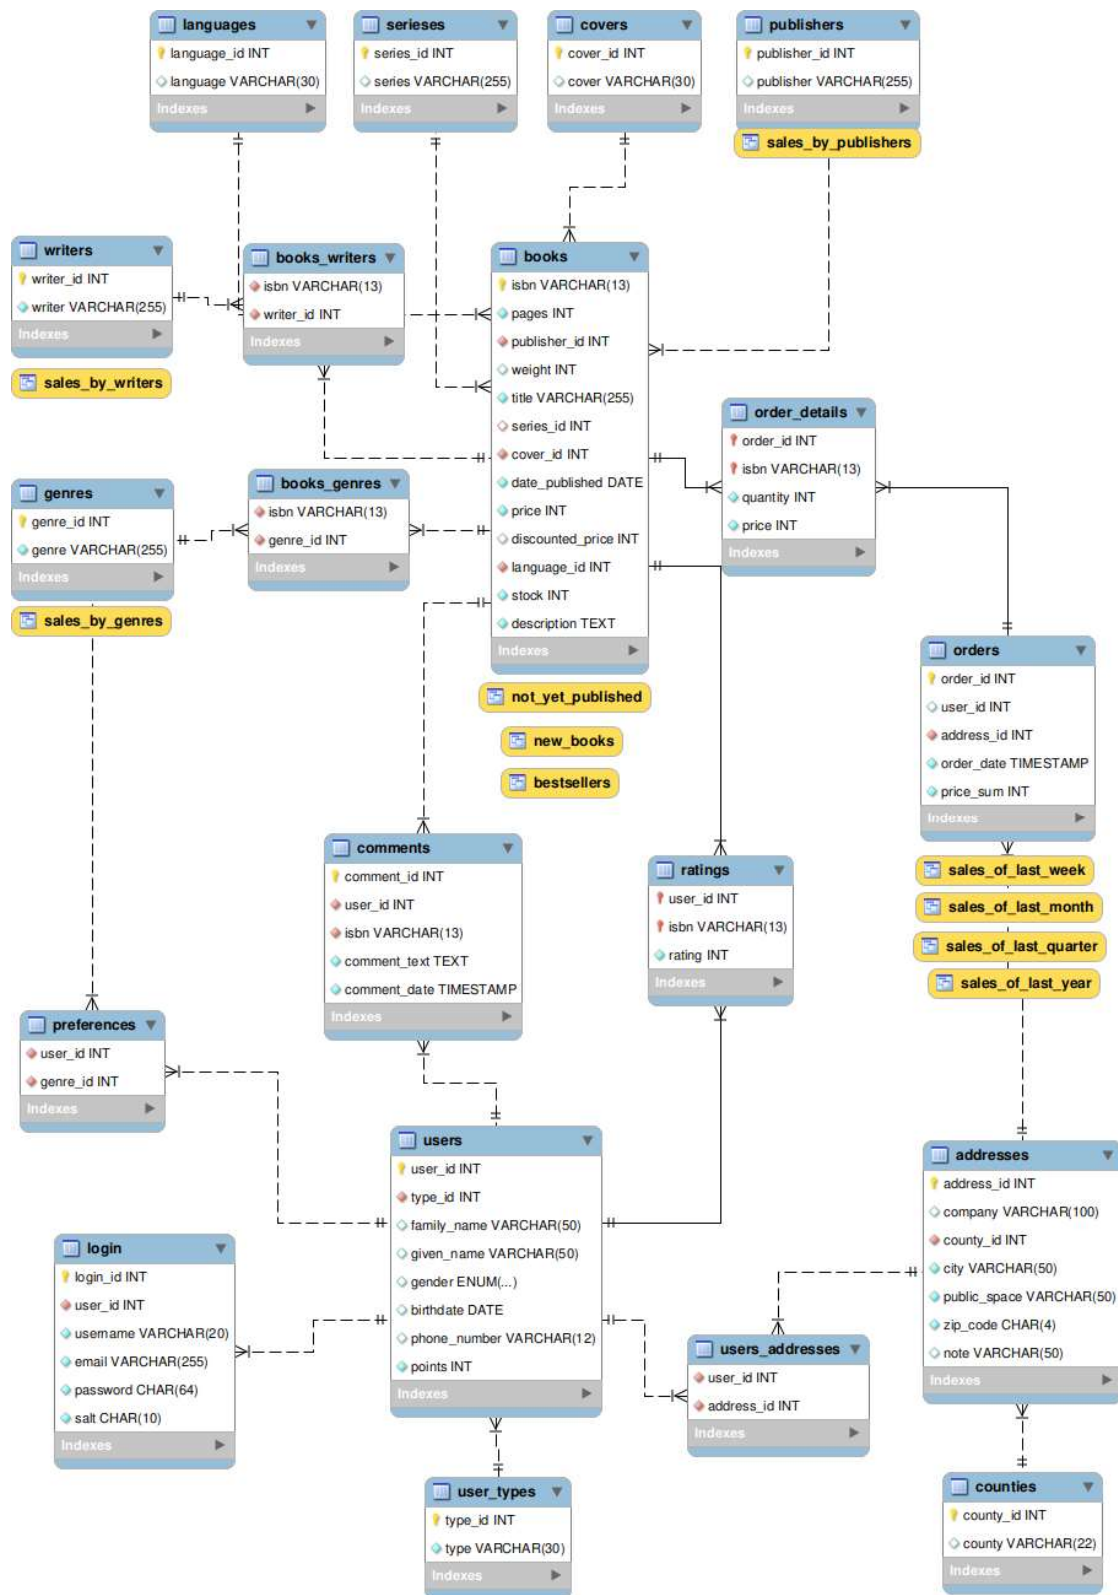 languages
language_id INT
language VARCHAR(30)
Indexes
serieses
series_id INT
series VARCHAR(255)
Indexes
covers
cover_id INT
cover VARCHAR(30)
Indexes
publishers
publisher_id INT
publisher VARCHAR(255)
Indexes
sales_by_publishers
writers
writer_id INT
writer VARCHAR(255)
Indexes
sales_by_writers
books_writers
isbn VARCHAR(13)
writer_id INT
Indexes
books
isbn VARCHAR(13)
pages INT
publisher_id INT
weight INT
title VARCHAR(255)
series_id INT
cover_id INT
date_published DATE
price INT
discounted_price INT
language_id INT
stock INT
description TEXT
Indexes
not_yet_published
new_books
bestsellers
order_details
order_id INT
isbn VARCHAR(13)
quantity INT
price INT
Indexes
genres
genre_id INT
genre VARCHAR(255)
Indexes
sales_by_genres
books_genres
isbn VARCHAR(13)
genre_id INT
Indexes
orders
order_id INT
user_id INT
address_id INT
order_date TIMESTAMP
price_sum INT
Indexes
sales_of_last_week
sales_of_last_month
sales_of_last_quarter
sales_of_last_year
comments
comment_id INT
user_id INT
isbn VARCHAR(13)
comment_text TEXT
comment_date TIMESTAMP
Indexes
ratings
user_id INT
isbn VARCHAR(13)
rating INT
Indexes
preferences
user_id INT
genre_id INT
Indexes
users
user_id INT
type_id INT
family_name VARCHAR(50)
given_name VARCHAR(50)
gender ENUM(...)
birthdate DATE
phone_number VARCHAR(12)
points INT
Indexes
addresses
address_id INT
company VARCHAR(100)
county_id INT
city VARCHAR(50)
public_space VARCHAR(50)
zip_code CHAR(4)
note VARCHAR(50)
Indexes
login
login_id INT
user_id INT
username VARCHAR(20)
email VARCHAR(255)
password CHAR(64)
salt CHAR(10)
Indexes
users_addresses
user_id INT
address_id INT
Indexes
user_types
type_id INT
type VARCHAR(30)
Indexes
counties
county_id INT
county VARCHAR(22)
Indexes